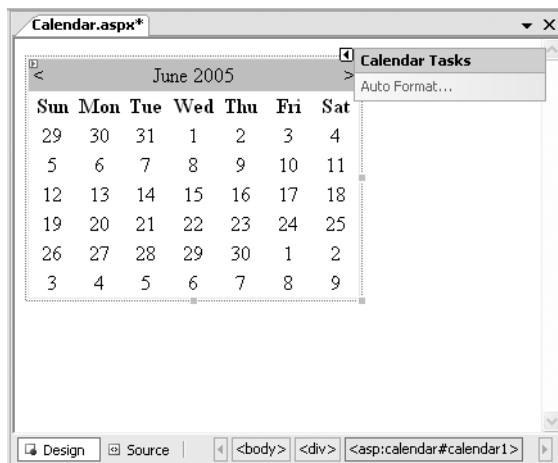 Calendar.aspx*
< June 2005 >
Calendar Tasks
Auto Format...
Sun Mon Tue Wed Thu Fri Sat
29 30 31 1 2 3 4
5 6 7 8 9 10 11
12 13 14 15 16 17 18
19 20 21 22 23 24 25
26 27 28 29 30 1 2
3 4 5 6 7 8 9
Design Source <body> <div> <asp:calendar#calendar1>